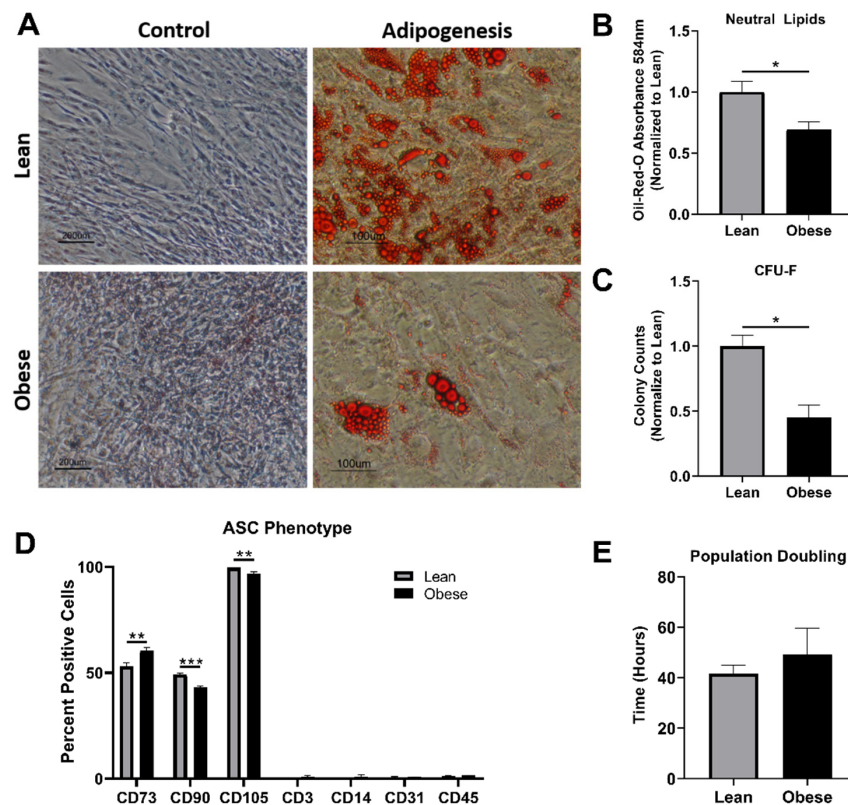 A
Control
Adipogenesis
Lean
200um
100um
Obese
200um
100um
B
Neutral Lipids
Oil-Red-O Absorbance 584nm
(Normalized to Lean)
1.5
1.0
0.5
0.0
*
Lean Obese
C
CFU-F
Colony Counts
(Normalize to Lean)
1.5
1.0
0.5
0.0
*
Lean Obese
D
ASC Phenotype
Percent Positive Cells
100
50
0
** *** **
Lean
Obese
CD73 CD90 CD105 CD3 CD14 CD31 CD45
E
Population Doubling
Time (Hours)
80
60
40
20
0
Lean Obese